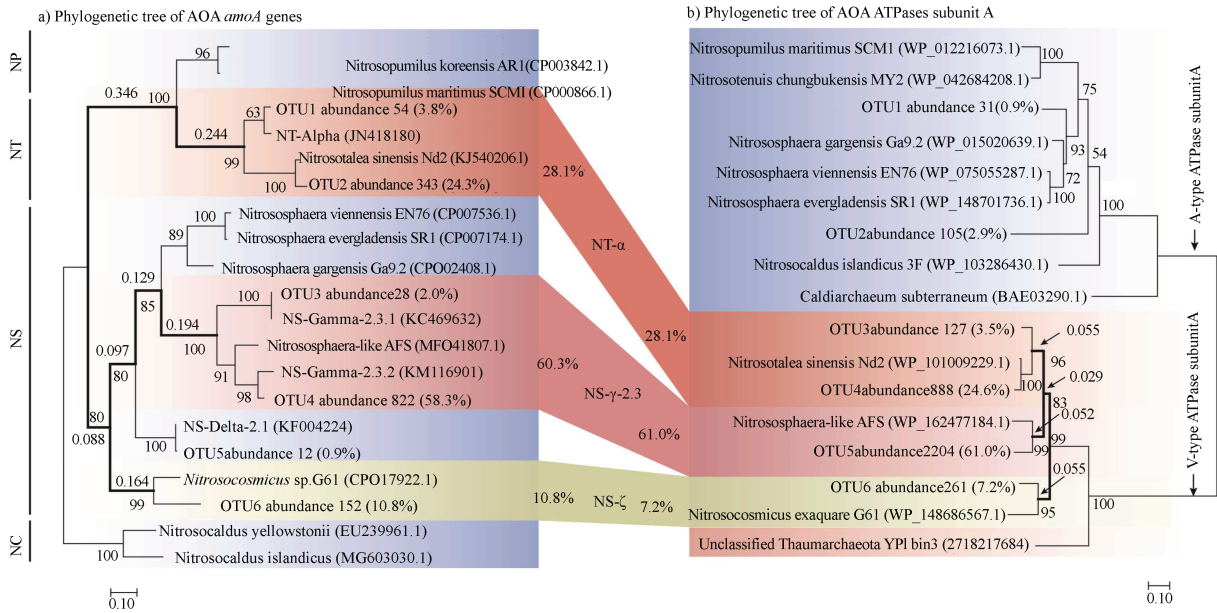 a) Phylogenetic tree of AOA amoA genes
NP
NT
NS
NC
96
Nitrosopumilus koreensis AR1(CP003842.1)
Nitrosopumilus maritimus SCMI (CP000866.1)
0.346
100
63
OTU1 abundance 54 (3.8%)
NT-Alpha (JN418180)
0.244
99
Nitrosotalea sinensis Nd2 (KJ540206.l)
100
OTU2 abundance 343 (24.3%)
100
Nitrososphaera viennensis EN76 (CP007536.1)
Nitrososphaera evergladensis SR1 (CP007174.1)
89
Nitrososphaera gargensis Ga9.2 (CPO02408.1)
0.129
85
100
OTU3 abundance28 (2.0%)
NS-Gamma-2.3.1 (KC469632)
0.194
100
Nitrososphaera-like AFS (MFO41807.1)
91
NS-Gamma-2.3.2 (KM116901)
98
OTU4 abundance 822 (58.3%)
0.097
80
NS-Delta-2.1 (KF004224)
100
OTU5abundance 12 (0.9%)
80
0.088
0.164
99
Nitrosocosmicus sp.G61 (CPO17922.1)
OTU6 abundance 152 (10.8%)
Nitrosocaldus yellowstonii (EU239961.1)
100
Nitrosocaldus islandicus (MG603030.1)
0.10
28.1%
NT-α
28.1%
60.3%
NS-γ-2.3
61.0%
10.8%
NS-ζ
7.2%
b) Phylogenetic tree of AOA ATPases subunit A
Nitrosopumilus maritimus SCM1 (WP_012216073.1)
100
Nitrosotenuis chungbukensis MY2 (WP_042684208.1)
75
OTU1 abundance 31(0.9%)
Nitrososphaera gargensis Ga9.2 (WP_015020639.1)
93
54
Nitrososphaera viennensis EN76 (WP_075055287.1)
72
Nitrososphaera evergladensis SR1 (WP_148701736.1)
100
100
OTU2abundance 105(2.9%)
Nitrosocaldus islandicus 3F (WP_103286430.1)
Caldiarchaeum subterraneum (BAE03290.1)
A-type ATPase subunitA
OTU3abundance 127 (3.5%)
0.055
Nitrosotalea sinensis Nd2 (WP_101009229.1)
96
100
0.029
OTU4abundance888 (24.6%)
83
Nitrososphaera-like AFS (WP_162477184.1)
0.052
99
99
OTU5abundance2204 (61.0%)
0.055
OTU6 abundance261 (7.2%)
95
100
Nitrosocosmicus exaquare G61 (WP_148686567.1)
Unclassified Thaumarchaeota YPl bin3 (2718217684)
V-type ATPase subunitA
0.10